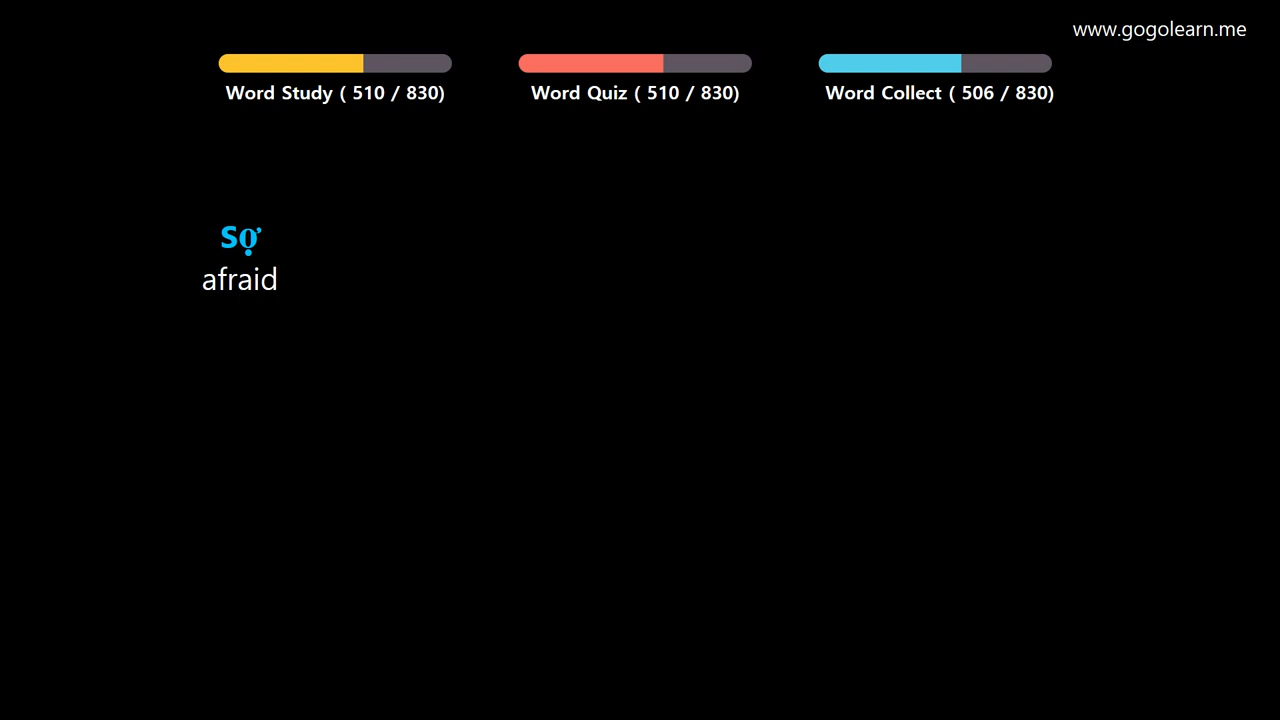 www.gogolearn.me
Word Study ( 510 / 830)
Word Quiz ( 510 / 830)
Word Collect ( 506 / 830)
sợ
afraid